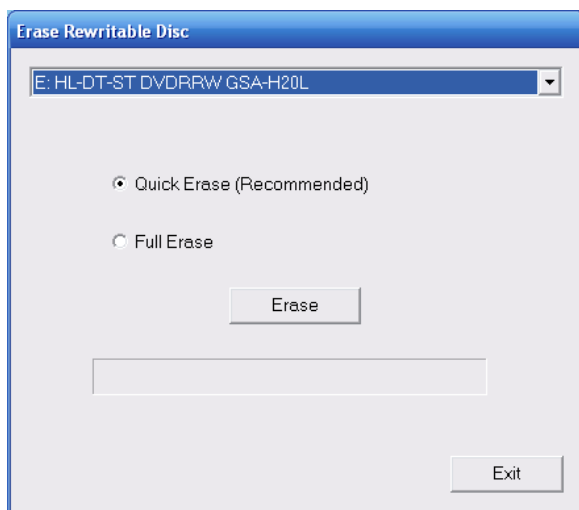 Erase Rewritable Disc
E: HL-DT-ST DVDRRW GSA-H20L
Quick Erase (Recommended)
Full Erase
Erase
Exit